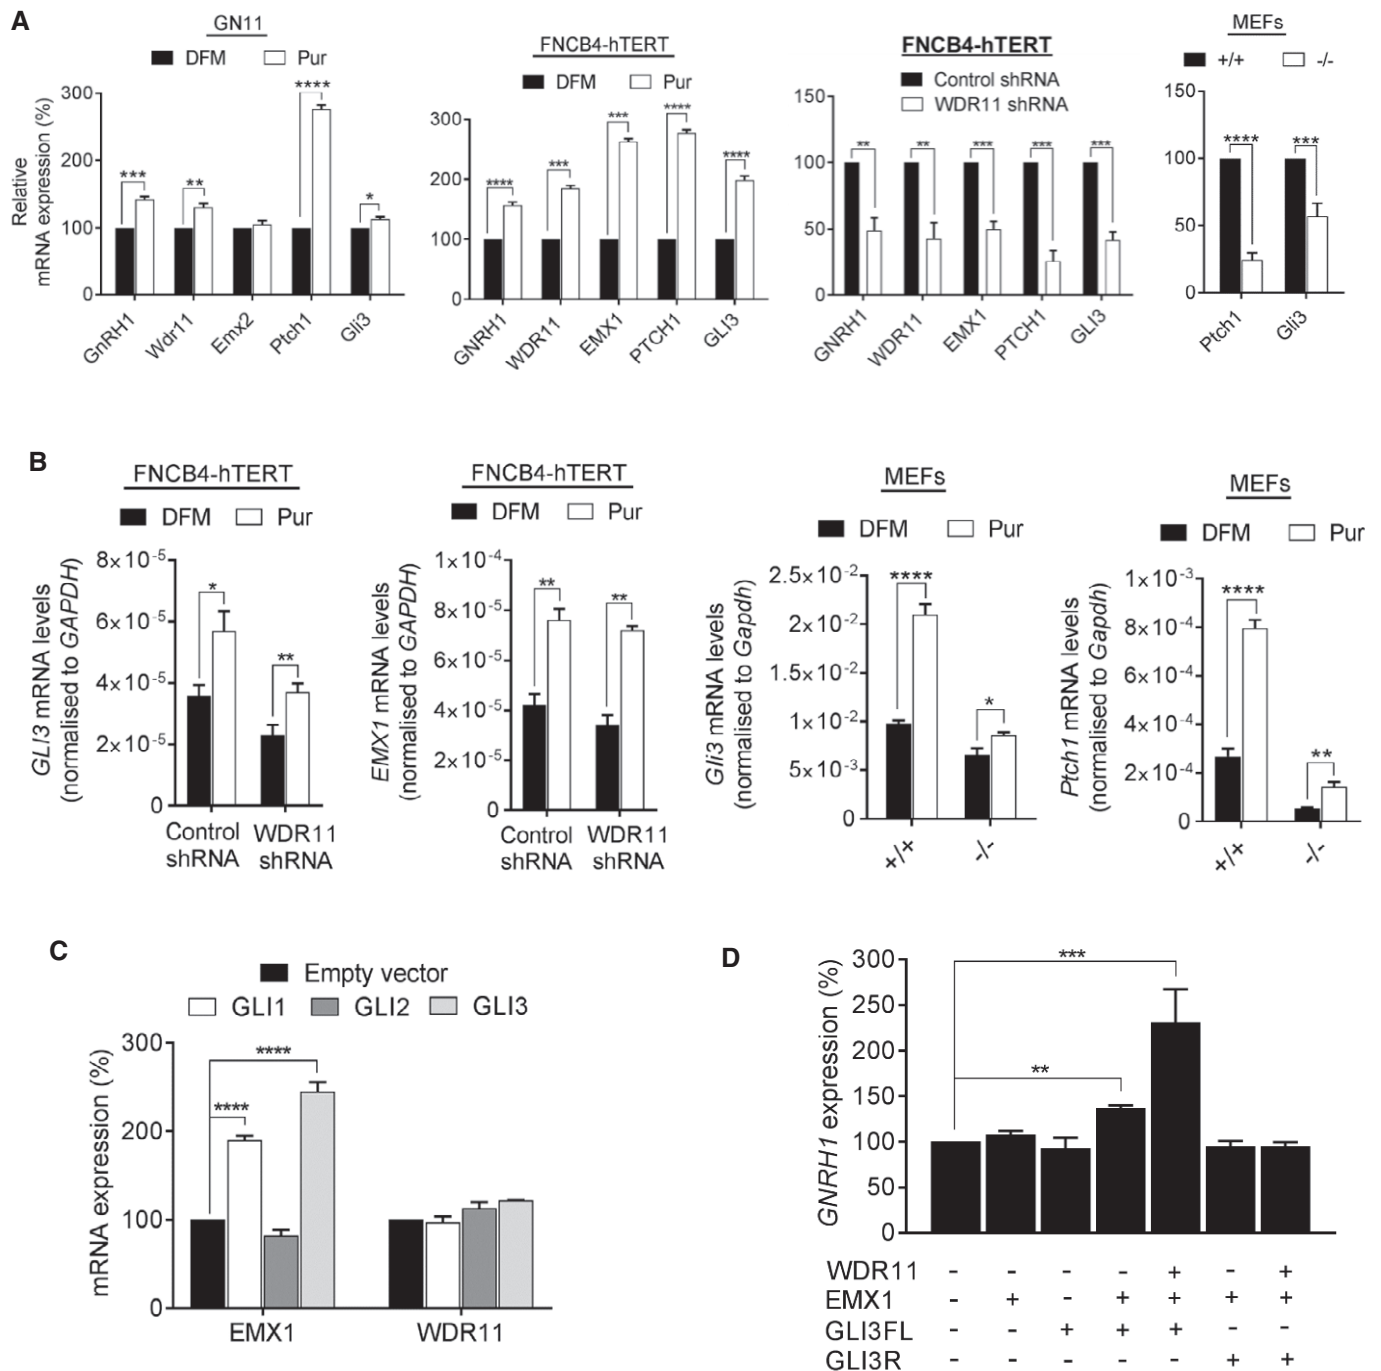 A
GN11
DFM Pur
Relative
mRNA expression (%)
300
200
100
0
***
**
****
*
GnRH1 Wdr11 Emx2 Ptch1 Gli3
FNCB4-hTERT
DFM Pur
300
200
100
0
****
***
***
****
****
GNRH1 WDR11 EMX1 PTCH1 GLI3
FNCB4-hTERT
Control shRNA
WDR11 shRNA
150
100
50
0
** ** *** *** ***
GNRH1 WDR11 EMX1 PTCH1 GLI3
MEFs
+/+ -/-
150
100
50
0
**** ***
Ptch1 Gli3
B
FNCB4-hTERT
DFM Pur
GLI3 mRNA levels
(normalised to GAPDH)
8×10-5
6×10-5
4×10-5
2×10-5
0
*
**
Control shRNA
WDR11 shRNA
FNCB4-hTERT
DFM Pur
EMX1 mRNA levels
(normalised to GAPDH)
1×10-4
8×10-5
6×10-5
4×10-5
2×10-5
0
**
**
Control shRNA
WDR11 shRNA
MEFs
DFM Pur
Gli3 mRNA levels
(normalised to Gapdh)
2.5×10-2
2×10-2
1.5×10-2
1×10-2
5×10-3
0
****
*
+/+ -/-
MEFs
DFM Pur
Ptch1 mRNA levels
(normalised to Gapdh)
1×10-3
8×10-4
6×10-4
4×10-4
2×10-4
0
****
**
+/+ -/-
C
Empty vector
GLI1 GLI2 GLI3
mRNA expression (%)
300
200
100
0
****
****
EMX1 WDR11
D
GNRH1 expression (%)
300
250
200
150
100
50
0
***
**
WDR11 - - - - + - +
EMX1 - + - + + + +
GLI3FL - - + + + - -
GLI3R - - - - - + +